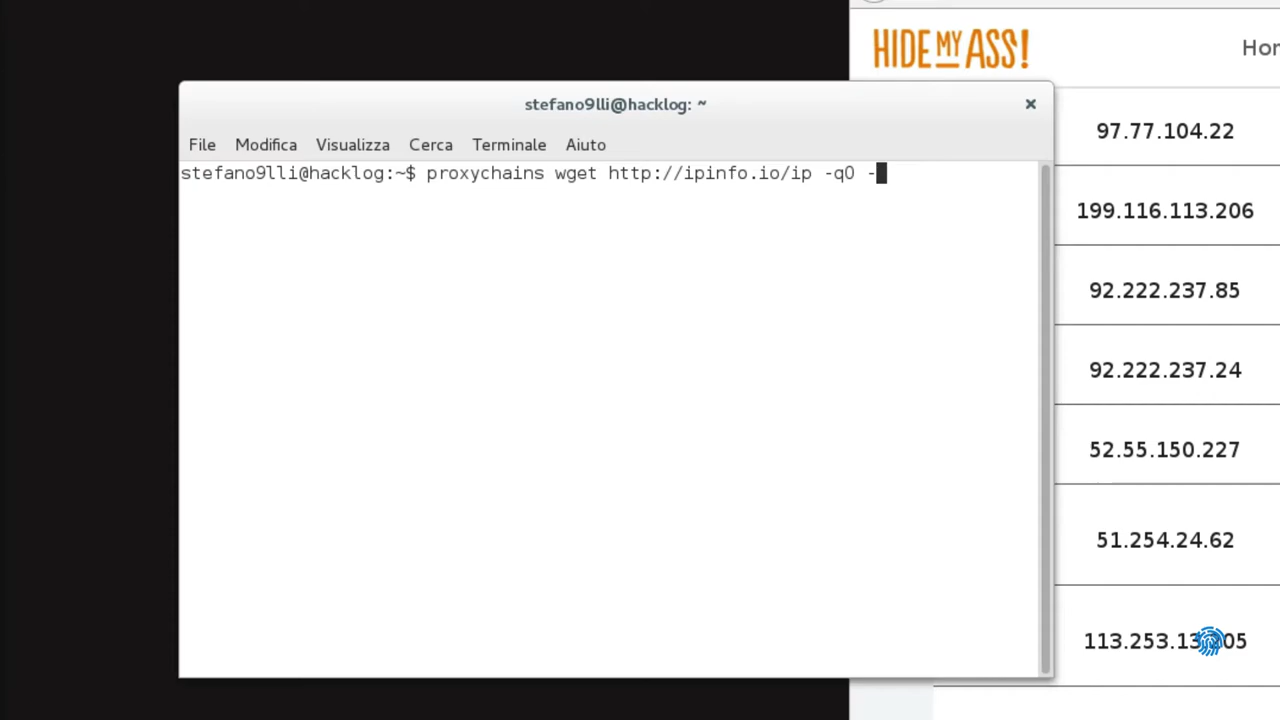 HIDE MY ASS!
stefano9lli@hacklog: ~
File Modifica Visualizza Cerca Terminale Aiuto
stefano9lli@hacklog:~$ proxychains wget http://ipinfo.io/ip -qO -
97.77.104.22
199.116.113.206
92.222.237.85
92.222.237.24
52.55.150.227
51.254.24.62